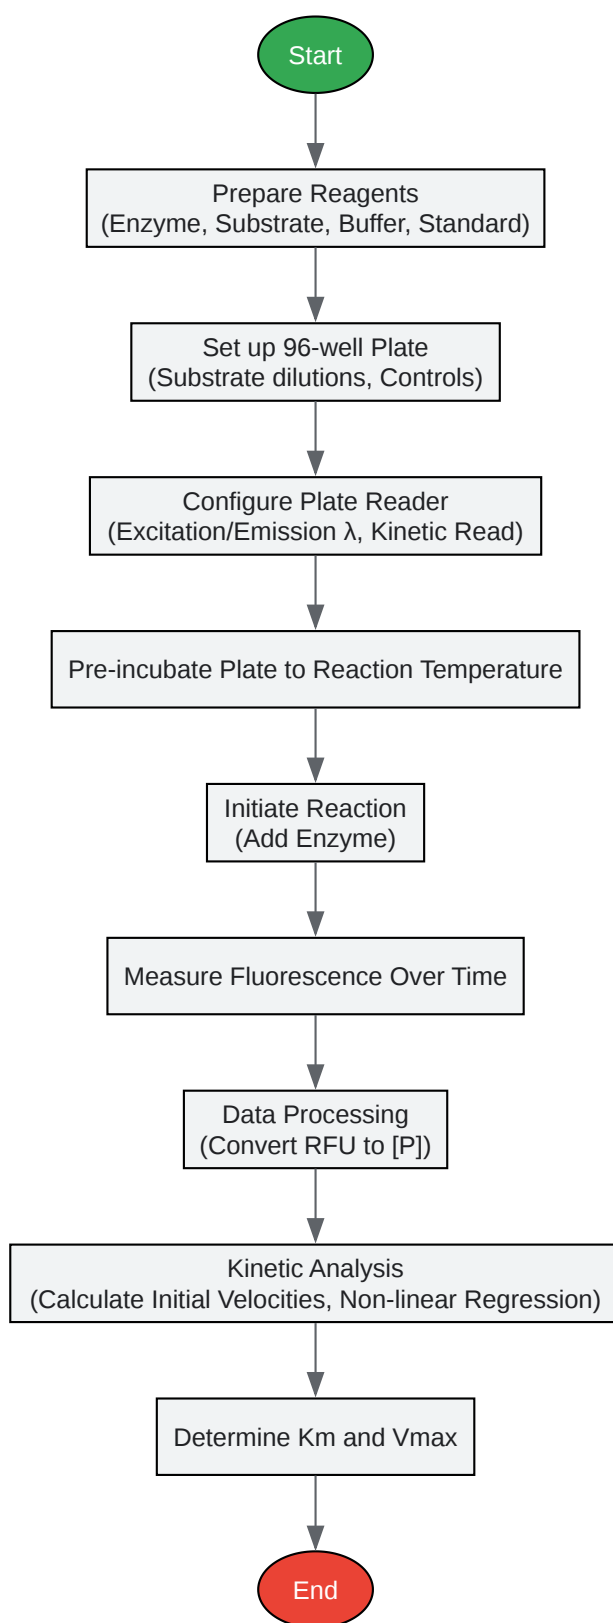 Start
Prepare Reagents
(Enzyme, Substrate, Buffer, Standard)
Set up 96-well Plate
(Substrate dilutions, Controls)
Configure Plate Reader
(Excitation/Emission λ, Kinetic Read)
Pre-incubate Plate to Reaction Temperature
Initiate Reaction
(Add Enzyme)
Measure Fluorescence Over Time
Data Processing
(Convert RFU to [P])
Kinetic Analysis
(Calculate Initial Velocities, Non-linear Regression)
Determine Km and Vmax
End